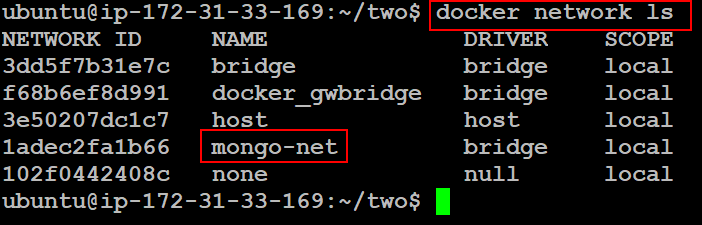 ubuntu@ip-172-31-33-169:~/two$ docker network ls
NETWORK ID     NAME              DRIVER    SCOPE
3dd5f7b31e7c   bridge            bridge    local
f68b6ef8d991   docker_gwbridge   bridge    local
3e50207dc1c7   host              host      local
1adec2fa1b66   mongo-net         bridge    local
102f0442408c   none              null      local
ubuntu@ip-172-31-33-169:~/two$